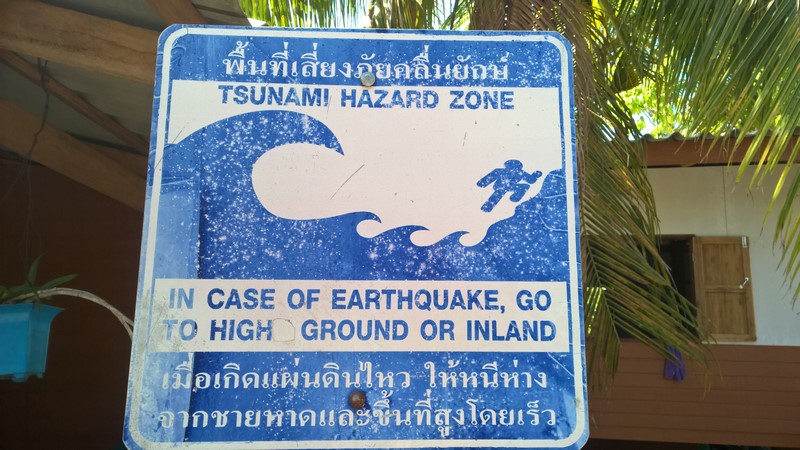 พื้นที่เสี่ยงภัยคลื่นยักษ์
TSUNAMI HAZARD ZONE
IN CASE OF EARTHQUAKE, GO
TO HIGH GROUND OR INLAND
เมื่อเกิดแผ่นดินไหว ให้หนีห่าง
จากชายหาดและขึ้นที่สูงโดยเร็ว